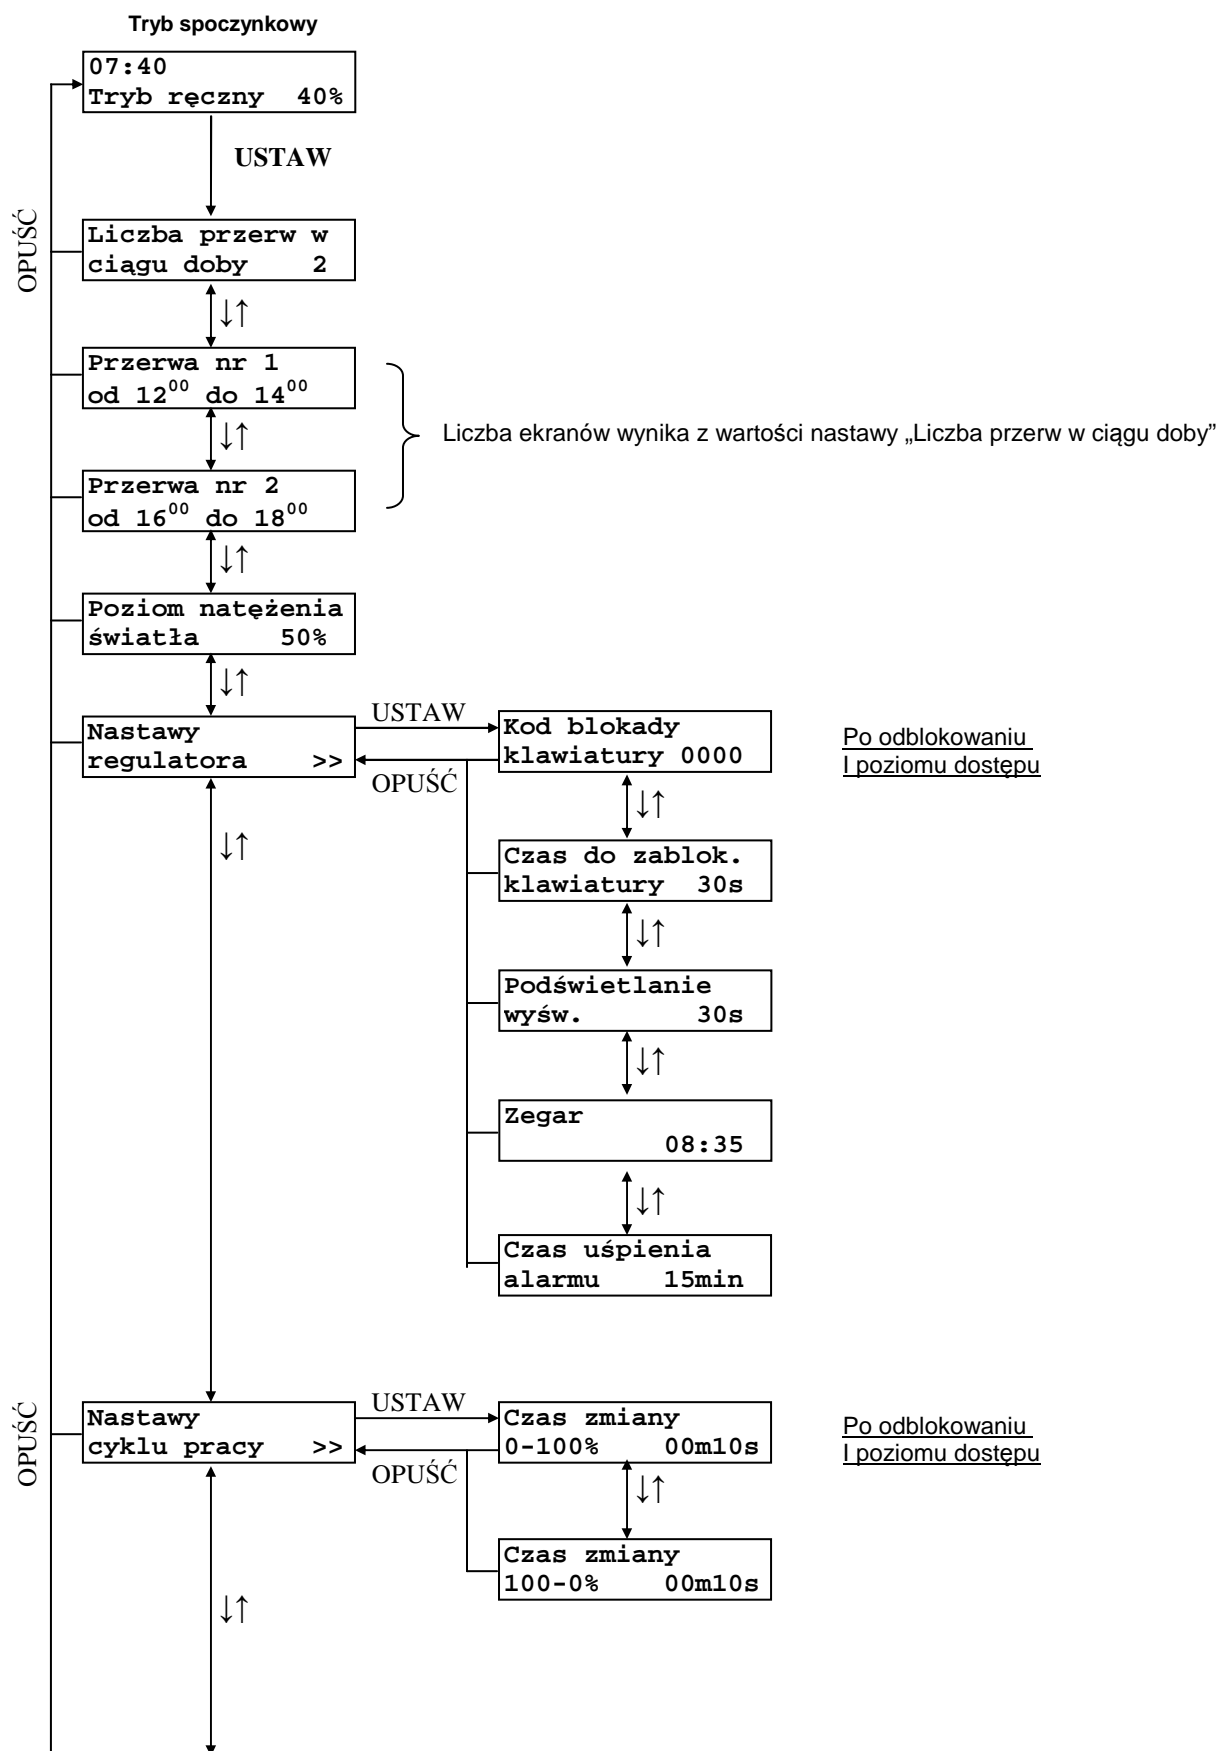 Tryb spoczynkowy
07:40
Tryb ręczny 40%
USTAW
OPUŚĆ
Liczba przerw w
ciągu doby 2
↓↑
Przerwa nr 1
od 12⁰⁰ do 14⁰⁰
↓↑
Liczba ekranów wynika z wartości nastawy „Liczba przerw w ciągu doby”
Przerwa nr 2
od 16⁰⁰ do 18⁰⁰
↓↑
Poziom natężenia
światła 50%
↓↑
Nastawy
regulatora >>
USTAW
OPUŚĆ
Kod blokady
klawiatury 0000
Po odblokowaniu
I poziomu dostępu
↓↑
↓↑
Czas do zablok.
klawiatury 30s
↓↑
Podświetlanie
wyśw. 30s
↓↑
Zegar
08:35
↓↑
Czas uśpienia
alarmu 15min
OPUŚĆ
Nastawy
cyklu pracy >>
USTAW
OPUŚĆ
Czas zmiany
0-100% 00m10s
Po odblokowaniu
I poziomu dostępu
↓↑
Czas zmiany
100-0% 00m10s
↓↑